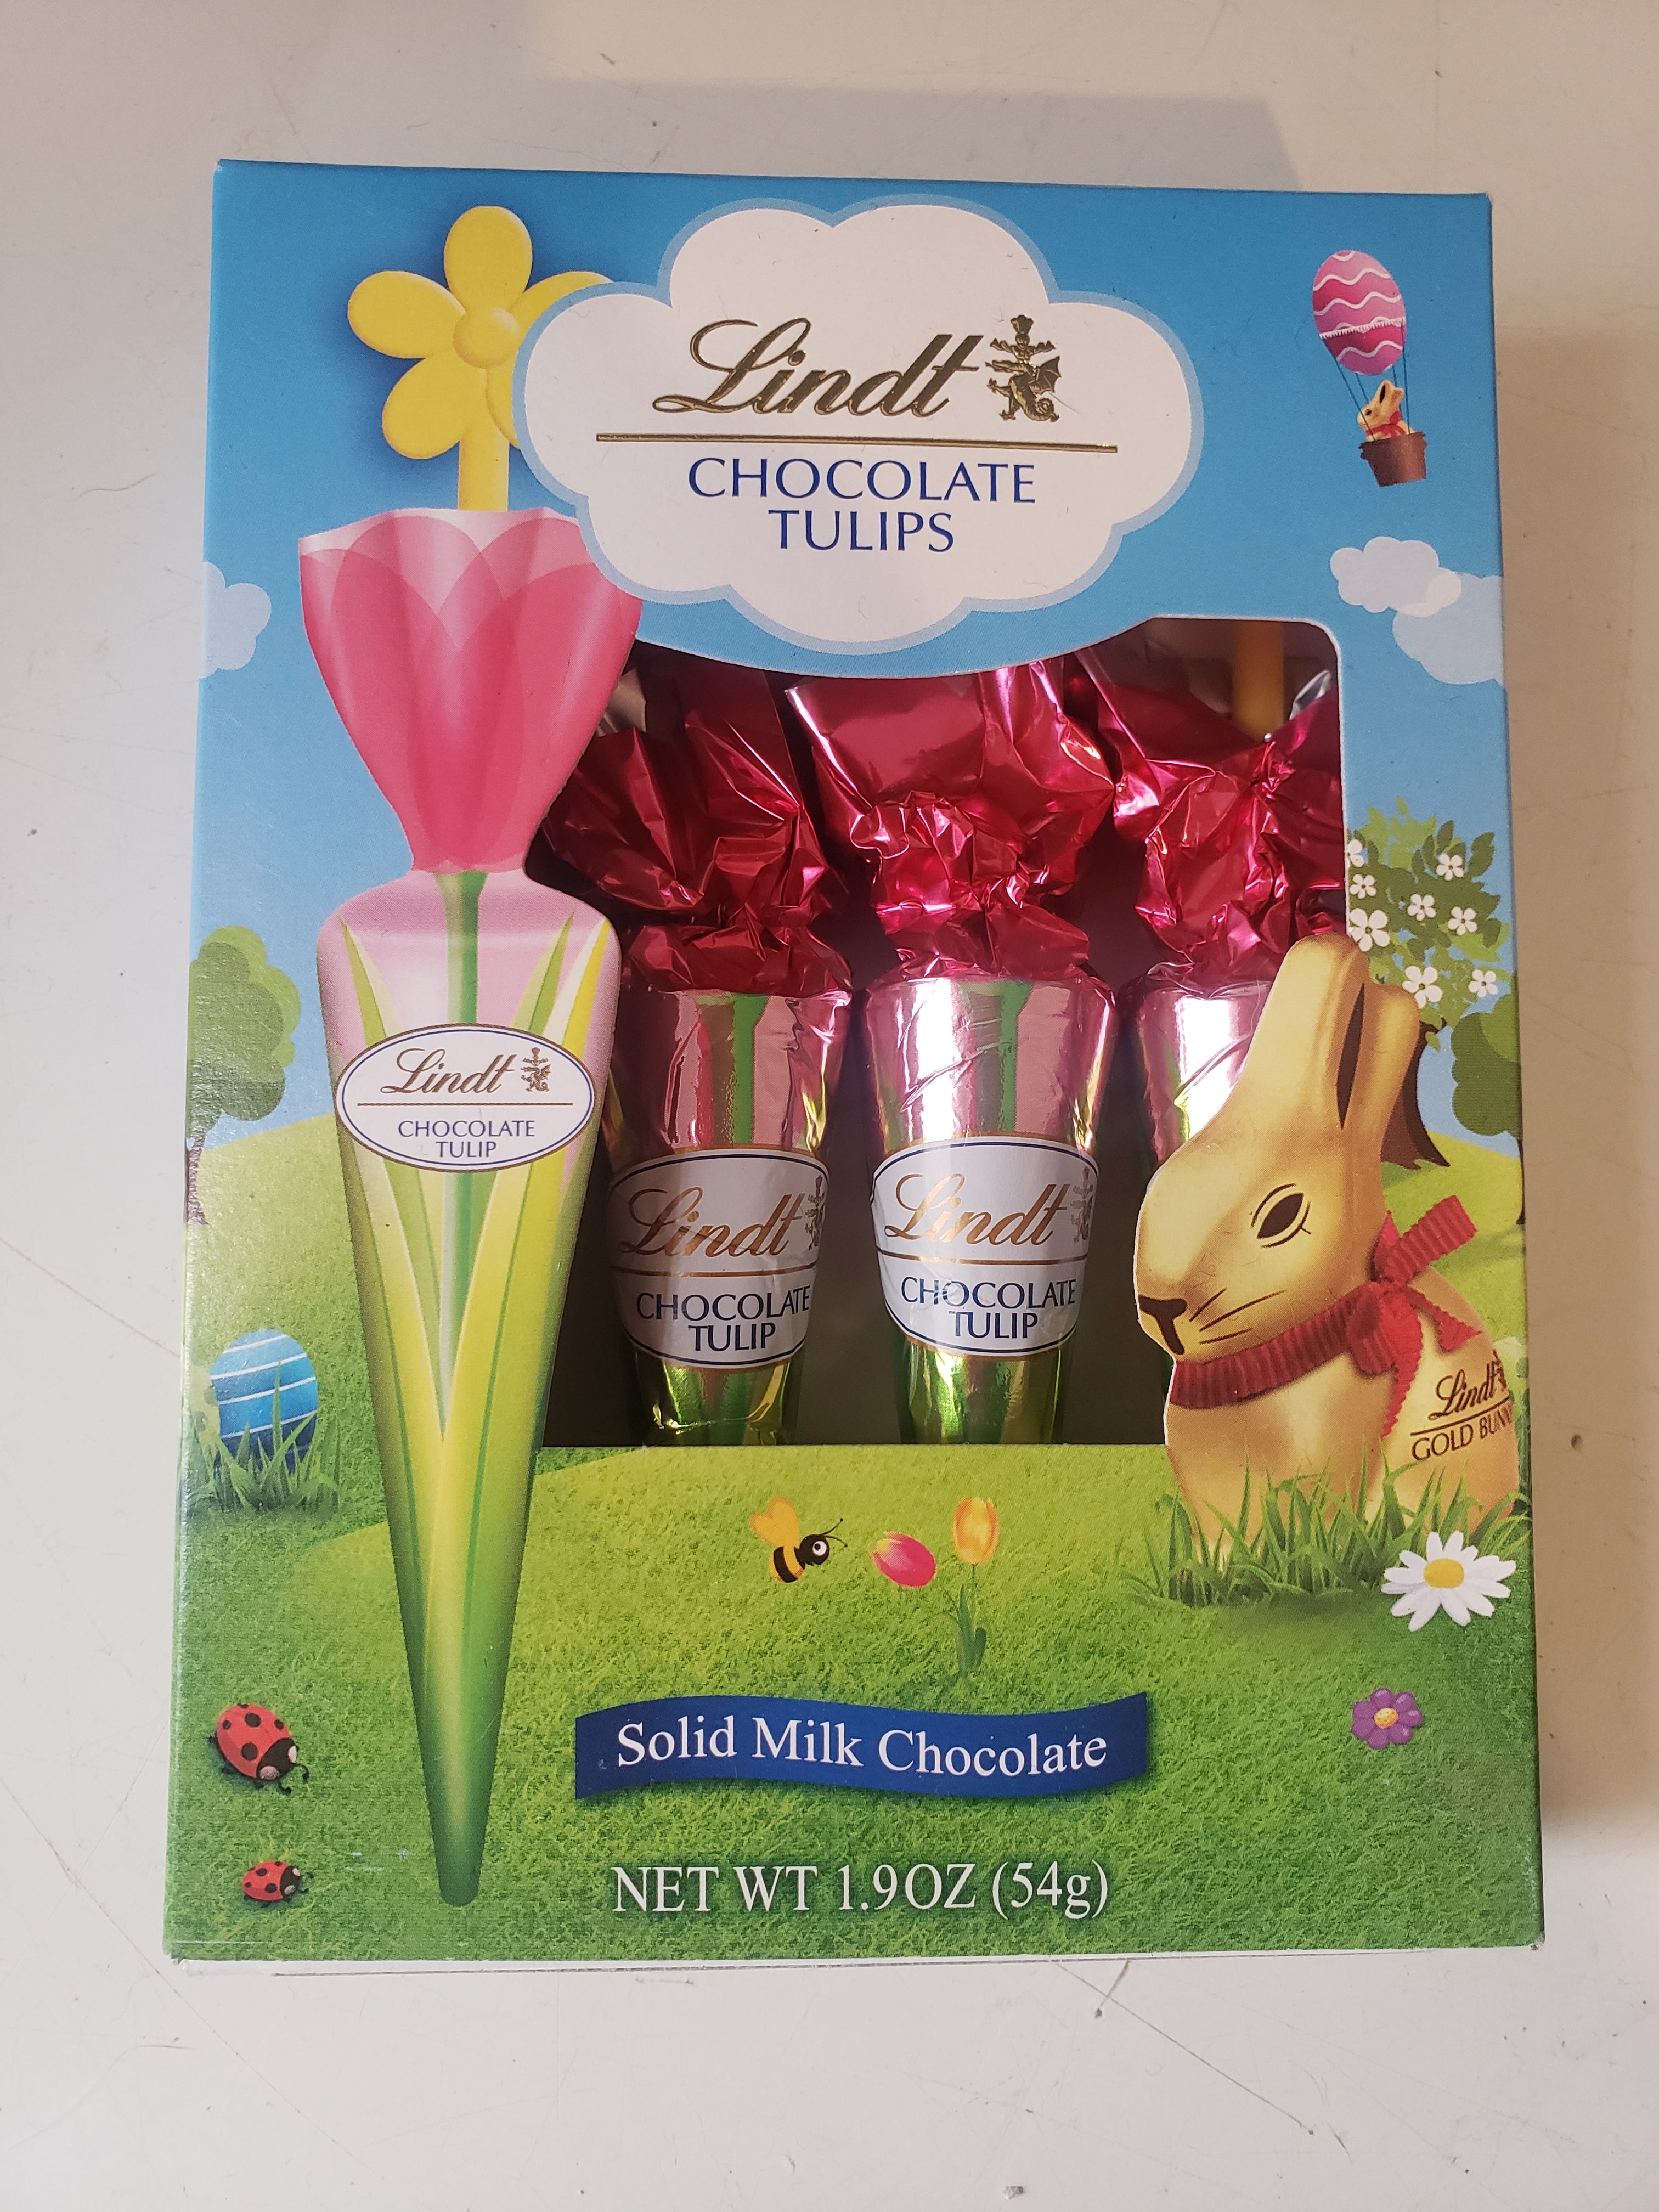 Lindt
CHOCOLATE
TULIPS
Lindt
CHOCOLATE
TULIP
Lindt
CHOCOLATE
TULIP
Lindt
CHOCOLATE
TULIP
Lindt
GOLD BUNN
Solid Milk Chocolate
NET WT 1.9OZ (54g)